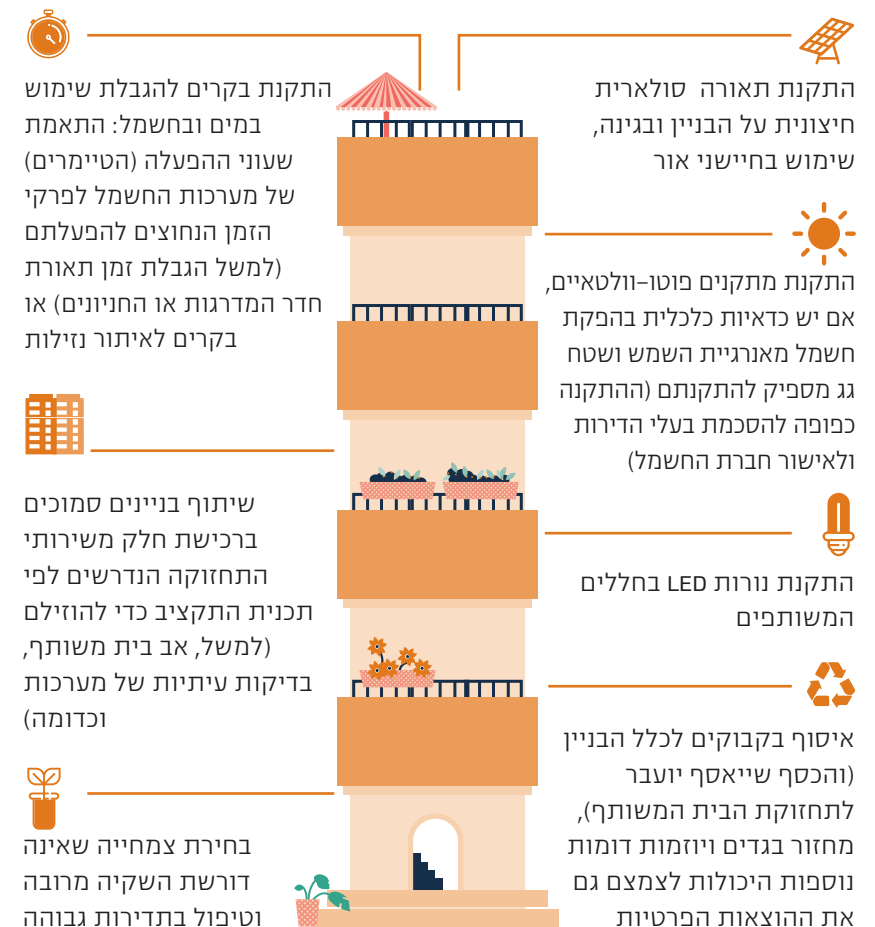 התקנת תאורה סולארית
חיצונית על הבניין ובגינה,
שימוש בחיישני אור
התקנת מתקנים פוטו-וולטאיים,
אם יש כדאיות כלכלית בהפקת
חשמל מאנרגיית השמש ושטח
גג מספיק להתקנתם (ההתקנה
כפופה להסכמת בעלי הדירות
ולאישור חברת החשמל)
התקנת נורות LED בחללים
המשותפים
איסוף בקבוקים לכלל הבניין
(והכסף שייאסף יועבר
לתחזוקת הבית המשותף),
מחזור בגדים ויוזמות דומות
נוספות היכולות לצמצם גם
את ההוצאות הפרטיות
התקנת בקרים להגבלת שימוש
במים ובחשמל: התאמת
שעוני ההפעלה (הטיימרים)
של מערכות החשמל לפרקי
הזמן הנחוצים להפעלתם
(למשל הגבלת זמן תאורת
חדר המדרגות או החניונים) או
בקרים לאיתור נזילות
שיתוף בניינים סמוכים
ברכישת חלק משירותי
התחזוקה הנדרשים לפי
תכנית התקציב כדי להוזילם
(למשל, אב בית משותף,
בדיקות עיתיות של מערכות
וכדומה)
בחירת צמחייה שאינה
דורשת השקיה מרובה
וטיפול בתדירות גבוהה